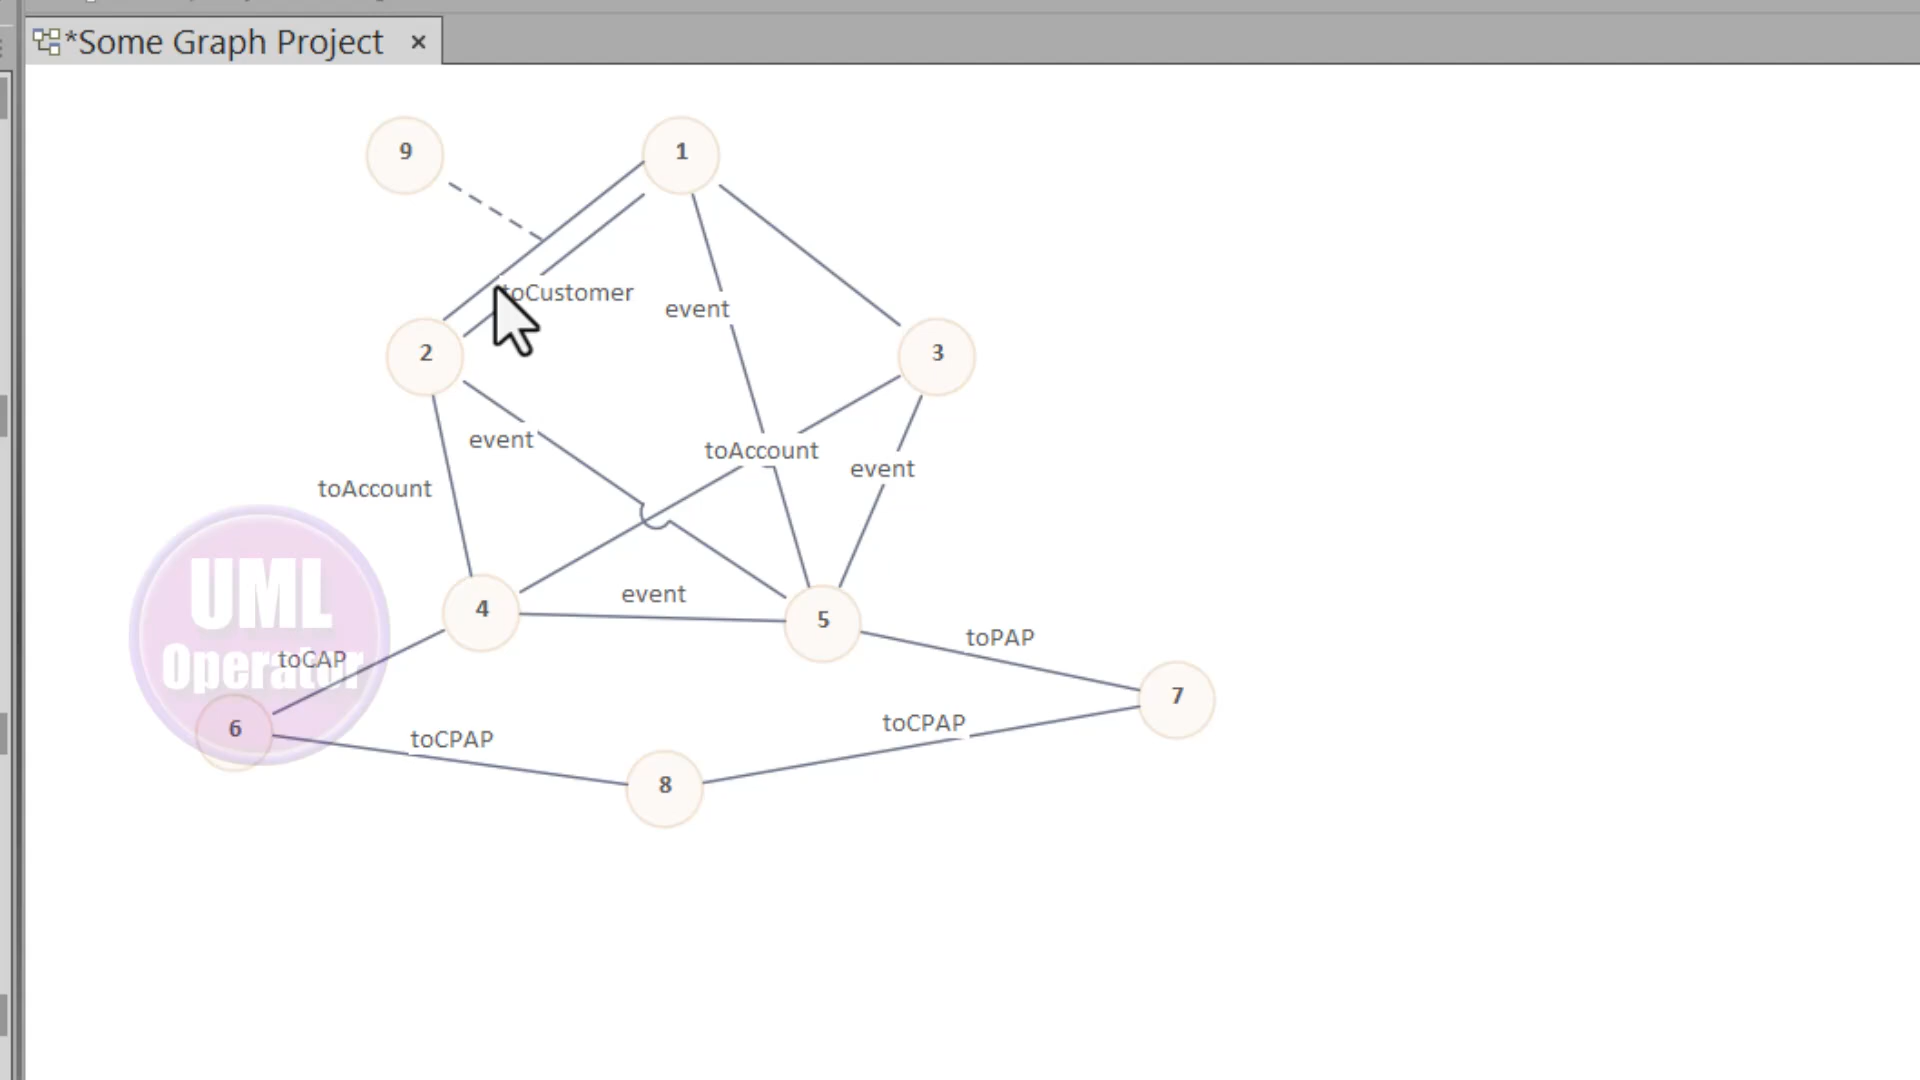 *Some Graph Project
9
1
toCustomer
event
2
3
event
toAccount
event
toAccount
UML
Operator
4
event
5
toPAP
toCAP
7
6
toCPAP
toCPAP
8